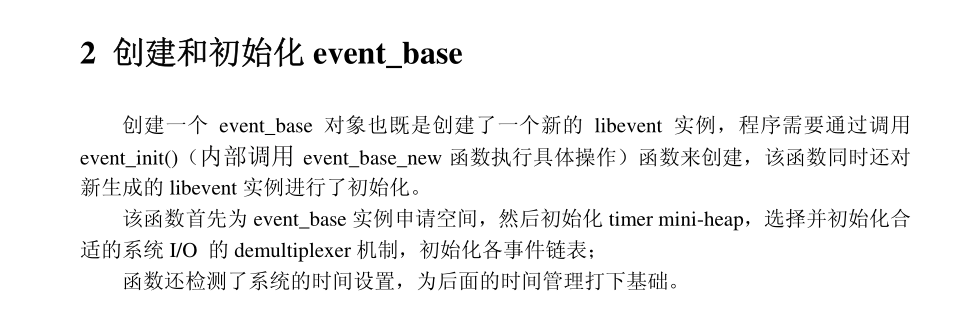 2 创建和初始化 event_base
创建一个 event_base 对象也既是创建了一个新的 libevent 实例，程序需要通过调用
event_init()（内部调用 event_base_new 函数执行具体操作）函数来创建，该函数同时还对
新生成的 libevent 实例进行了初始化。
该函数首先为 event_base 实例申请空间，然后初始化 timer mini-heap，选择并初始化合
适的系统 I/O 的 demultiplexer 机制，初始化各事件链表；
函数还检测了系统的时间设置，为后面的时间管理打下基础。